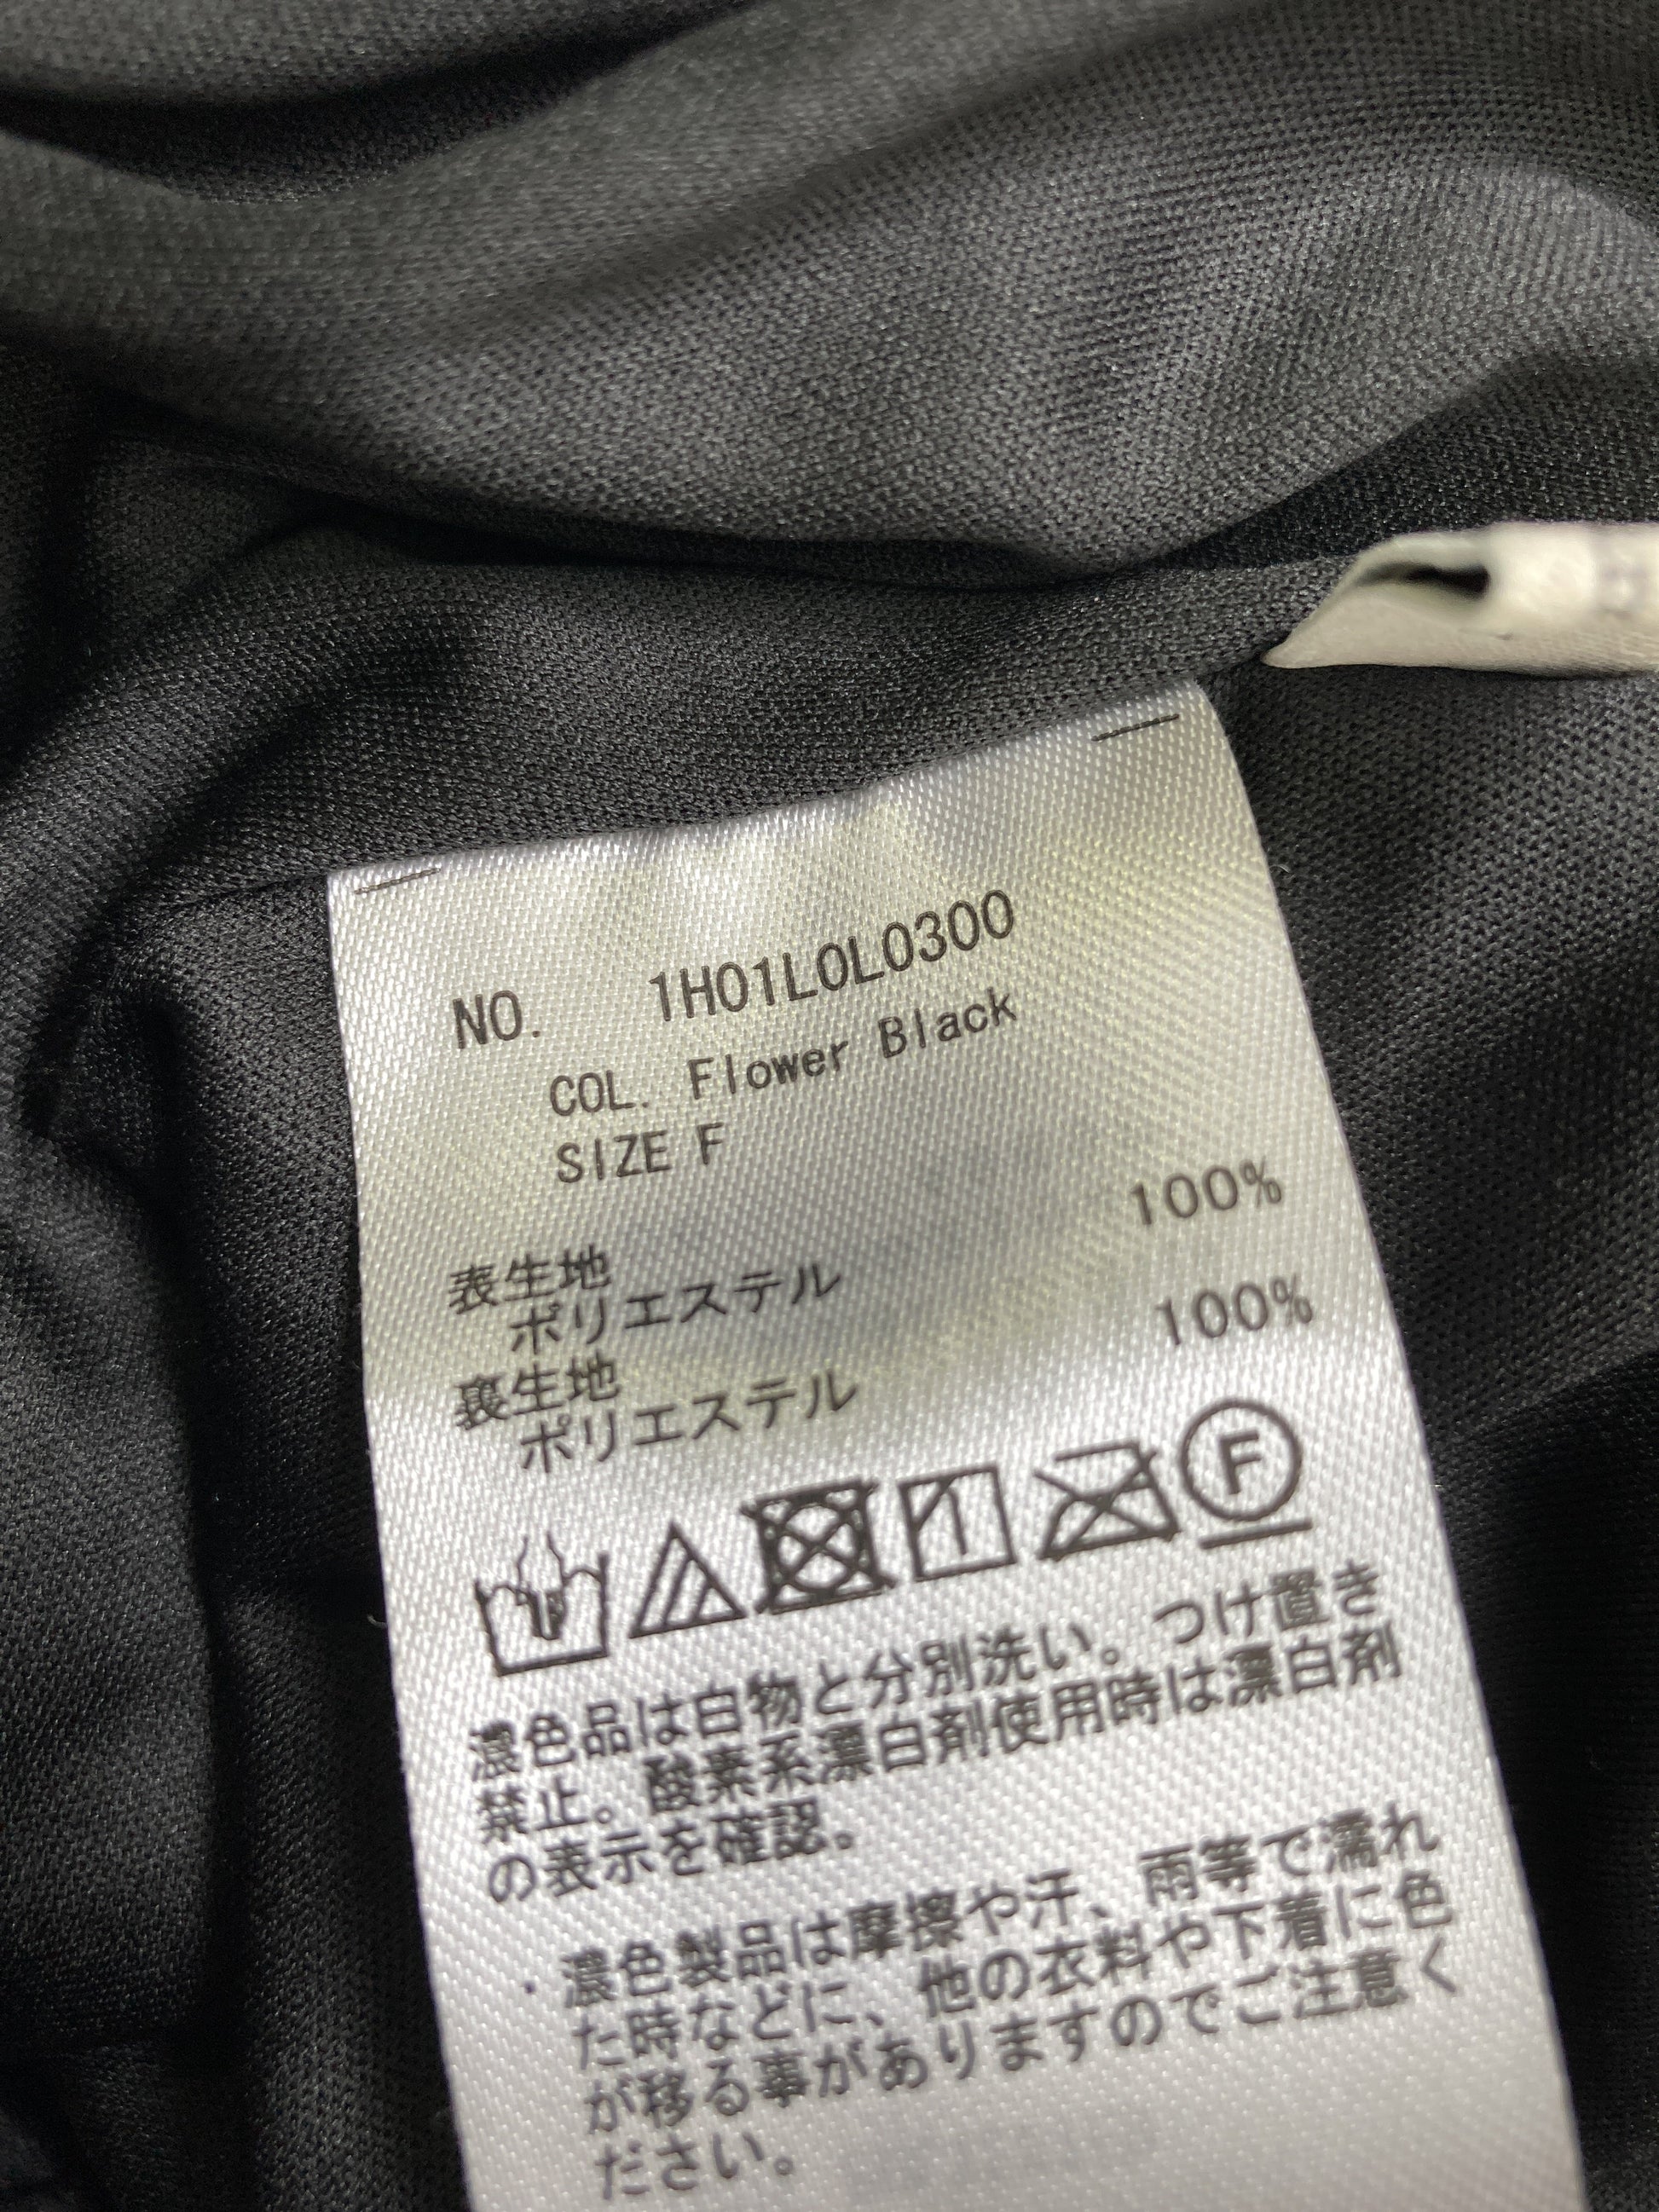 NO. 1H01L0L0300
COL. Flower Black
SIZE F
表生地
ポリエステル 100%
裏生地
ポリエステル 100%
F
濃色品は白物と分別洗い。つけ置き
禁止。酸素系漂白剤使用時は漂白剤
の表示を確認。
・濃色製品は摩擦や汗、雨等で濡れ
た時などに、他の衣料や下着に色
が移る事がありますのでご注意く
ださい。